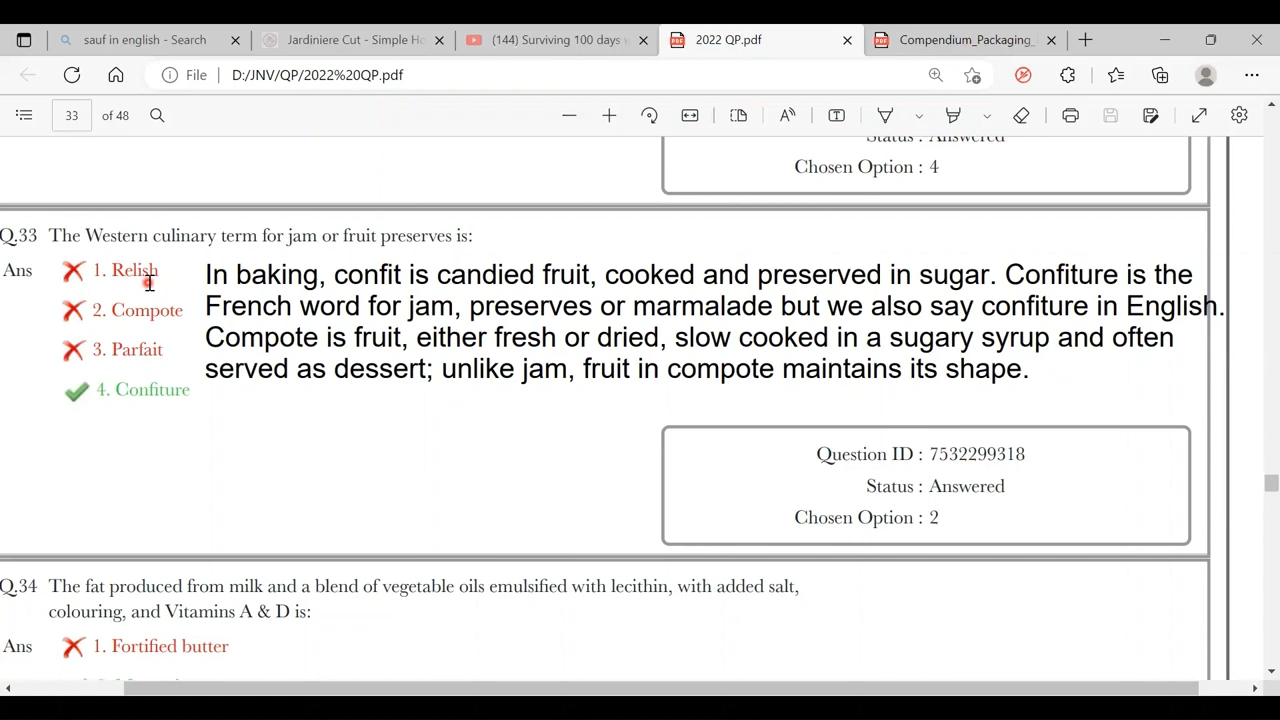 sauf in english - Search
Jardiniere Cut - Simple Ho
(144) Surviving 100 days
2022 QP.pdf
Compendium_Packaging_
File
D:/JNV/QP/2022%20QP.pdf
33
of 48
Status : Answered
Chosen Option : 4
Q.33 The Western culinary term for jam or fruit preserves is:
Ans
1. Relish
2. Compote
3. Parfait
4. Confiture
In baking, confit is candied fruit, cooked and preserved in sugar. Confiture is the
French word for jam, preserves or marmalade but we also say confiture in English.
Compote is fruit, either fresh or dried, slow cooked in a sugary syrup and often
served as dessert; unlike jam, fruit in compote maintains its shape.
Question ID : 7532299318
Status : Answered
Chosen Option : 2
Q.34 The fat produced from milk and a blend of vegetable oils emulsified with lecithin, with added salt,
colouring, and Vitamins A & D is:
Ans
1. Fortified butter